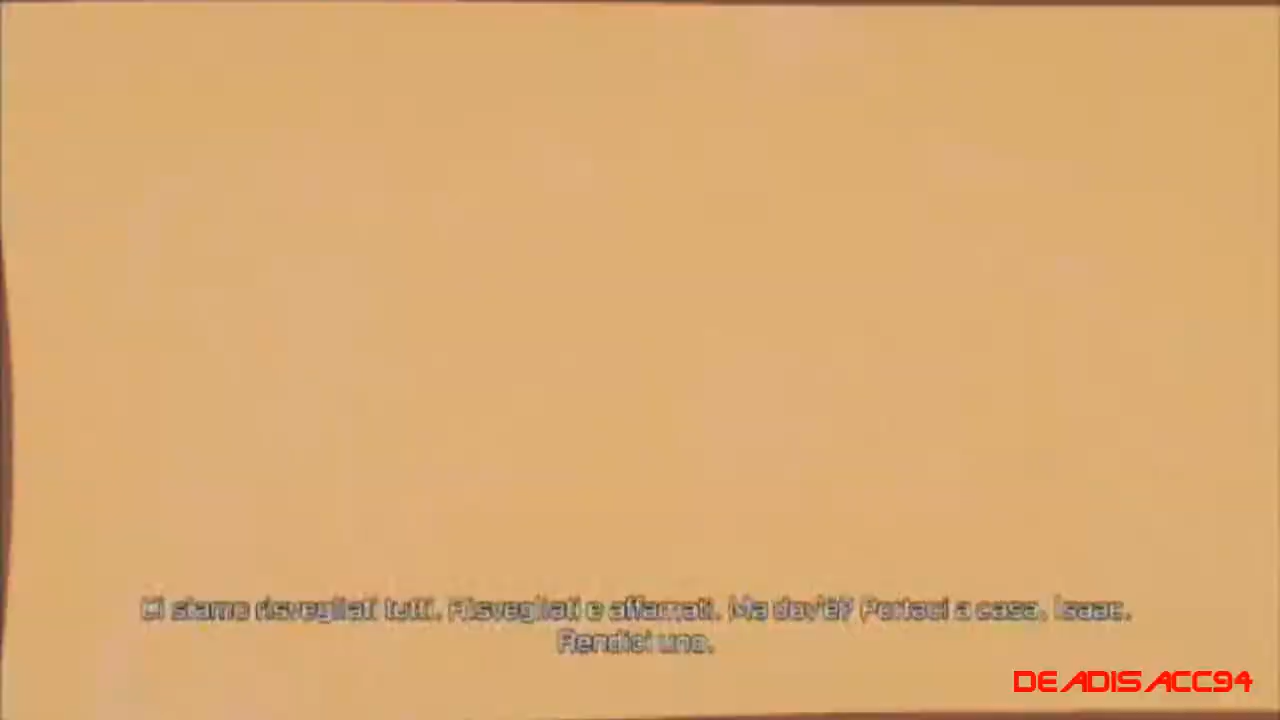 Ci siamo risvegliati tutti. Risvegliati e affamati. Ma dov'è? Portaci a casa, Isaac.
Rendici uno.
DEADISACC94